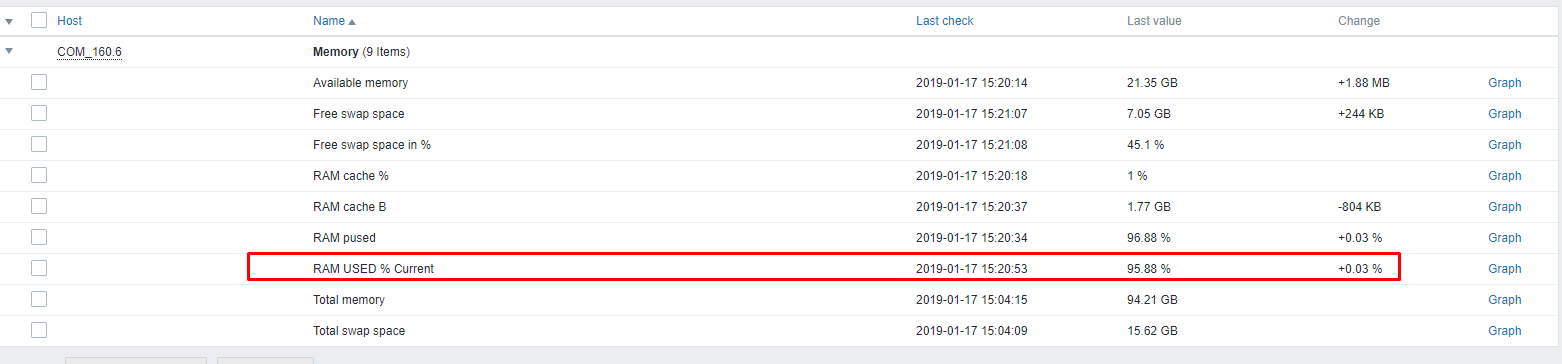 Host Name Last check Last value Change
COM_160.6 Memory (9 Items)
Available memory 2019-01-17 15:20:14 21.35 GB +1.88 MB Graph
Free swap space 2019-01-17 15:21:07 7.05 GB +244 KB Graph
Free swap space in % 2019-01-17 15:21:08 45.1 % Graph
RAM cache % 2019-01-17 15:20:18 1 % Graph
RAM cache B 2019-01-17 15:20:37 1.77 GB -804 KB Graph
RAM pused 2019-01-17 15:20:34 96.88 % +0.03 % Graph
RAM USED % Current 2019-01-17 15:20:53 95.88 % +0.03 % Graph
Total memory 2019-01-17 15:04:15 94.21 GB Graph
Total swap space 2019-01-17 15:04:09 15.62 GB Graph